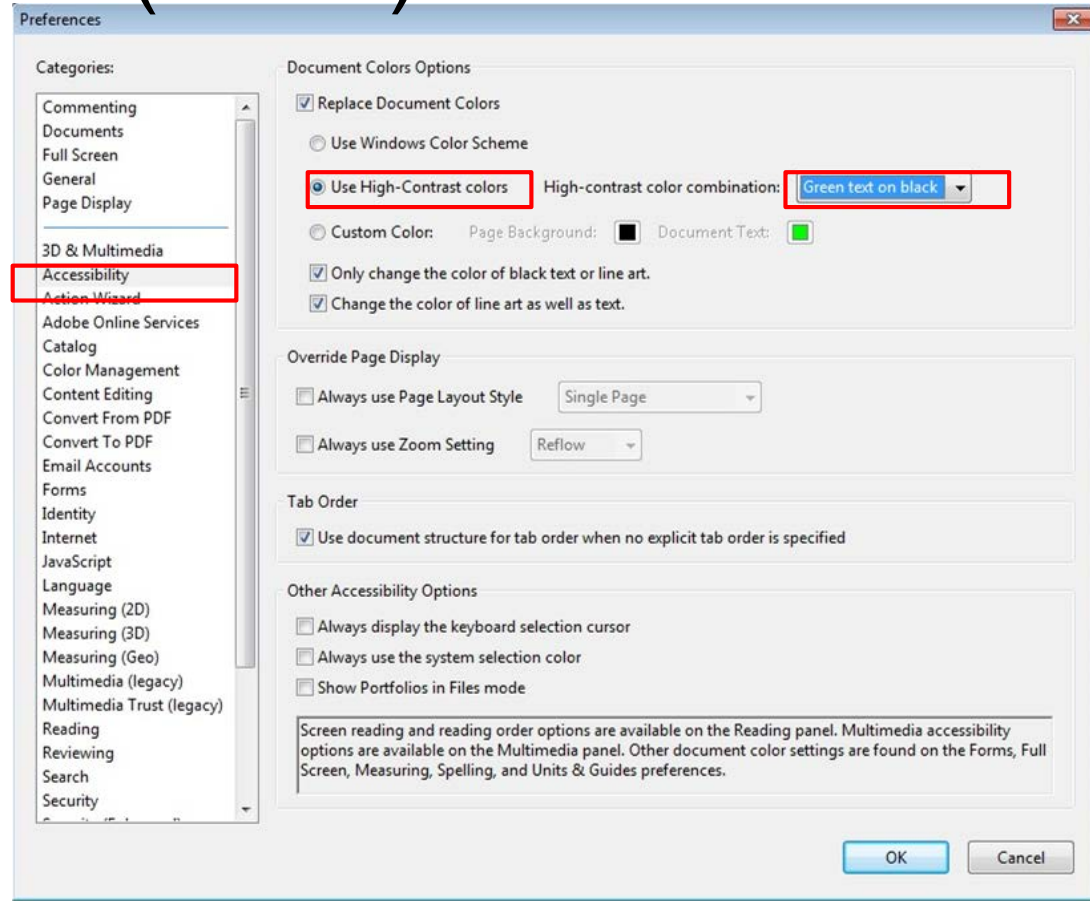 Preferences
Categories:
Commenting
Documents
Full Screen
General
Page Display
3D & Multimedia
Accessibility
Action Wizard
Adobe Online Services
Catalog
Color Management
Content Editing
Convert From PDF
Convert To PDF
Email Accounts
Forms
Identity
Internet
JavaScript
Language
Measuring (2D)
Measuring (3D)
Measuring (Geo)
Multimedia (legacy)
Multimedia Trust (legacy)
Reading
Reviewing
Search
Security
Document Colors Options
Replace Document Colors
Use Windows Color Scheme
Use High-Contrast colors High-contrast color combination: Green text on black
Custom Color: Page Background: Document Text:
Only change the color of black text or line art.
Change the color of line art as well as text.
Override Page Display
Always use Page Layout Style Single Page
Always use Zoom Setting Reflow
Tab Order
Use document structure for tab order when no explicit tab order is specified
Other Accessibility Options
Always display the keyboard selection cursor
Always use the system selection color
Show Portfolios in Files mode
Screen reading and reading order options are available on the Reading panel. Multimedia accessibility
options are available on the Multimedia panel. Other document color settings are found on the Forms, Full
Screen, Measuring, Spelling, and Units & Guides preferences.
OK Cancel